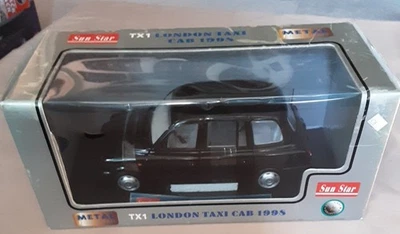 Sun Star
TX1 LONDON TAXI
CAB 1998
METAL
METAL
TX1 LONDON TAXI CAB 1998
Sun Star